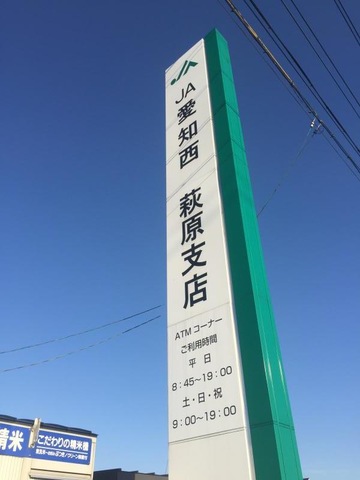 JA
JA愛知西 萩原支店
ATMコーナー
ご利用時間
平日
8:45~19:00
土・日・祝
9:00~19:00
精米
こだわりの精米機